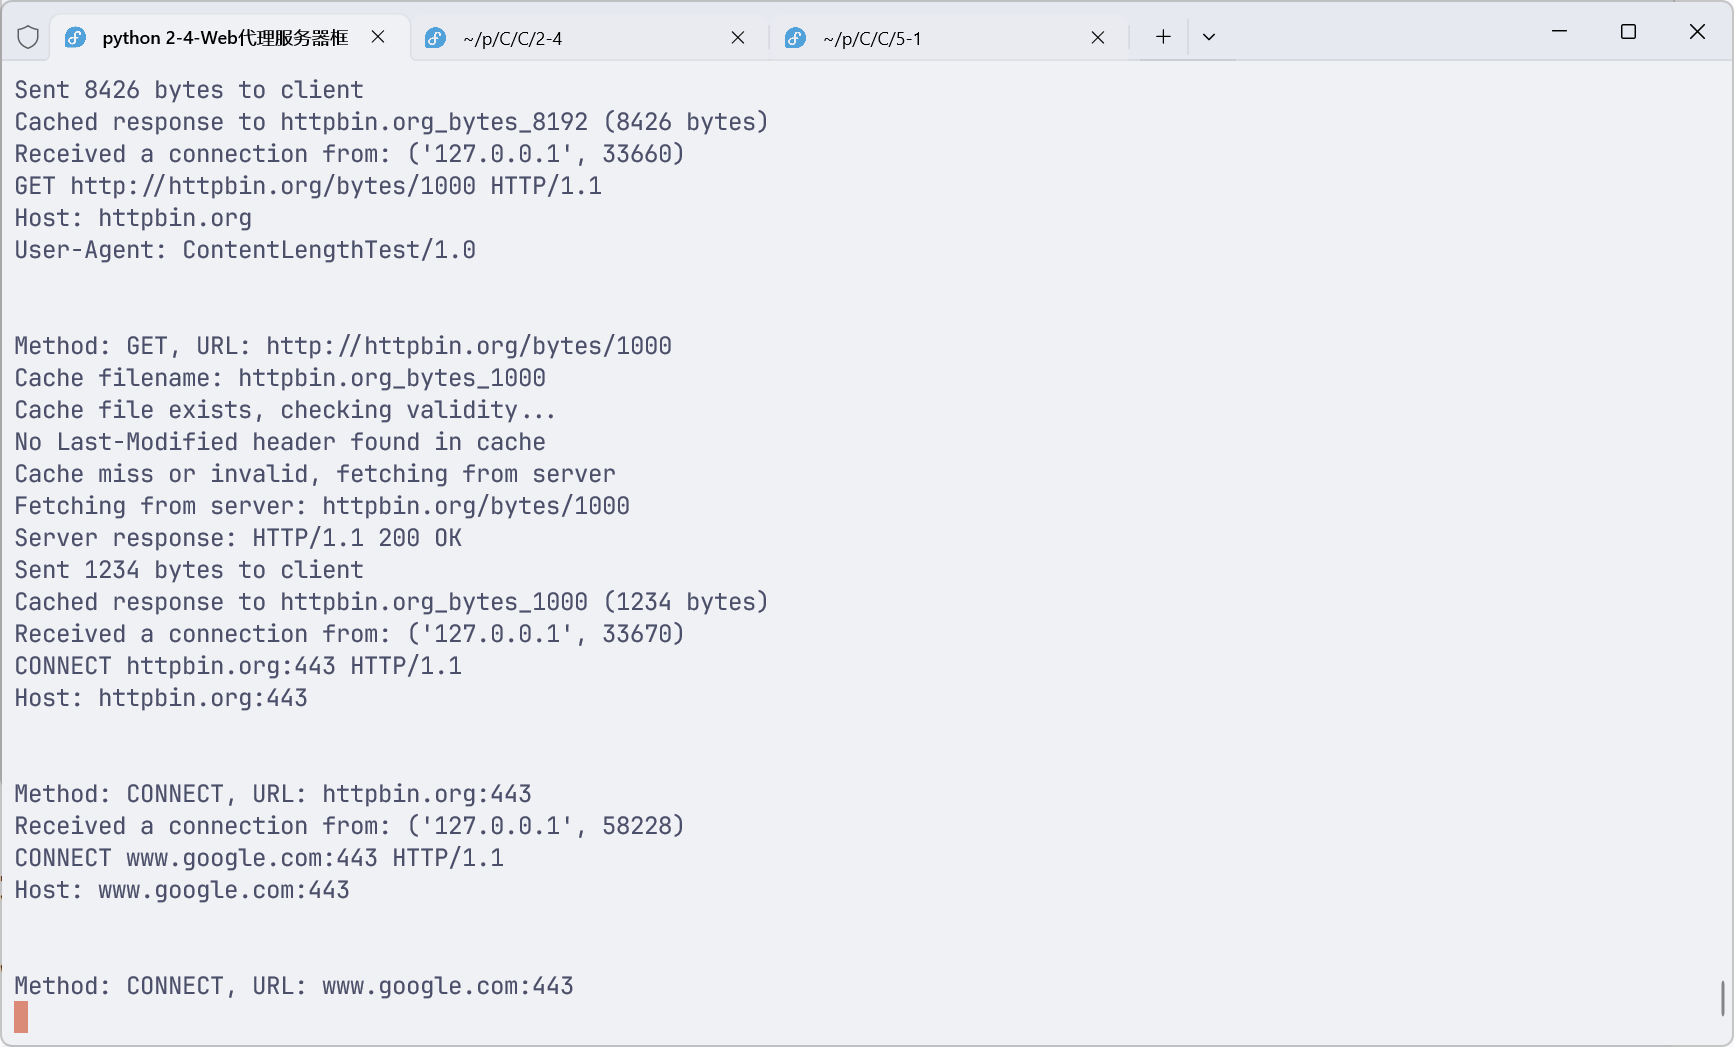 python 2-4-Web代理服务器框
~/p/C/C/2-4
~/p/C/C/5-1
Sent 8426 bytes to client
Cached response to httpbin.org_bytes_8192 (8426 bytes)
Received a connection from: ('127.0.0.1', 33660)
GET http://httpbin.org/bytes/1000 HTTP/1.1
Host: httpbin.org
User-Agent: ContentLengthTest/1.0
Method: GET, URL: http://httpbin.org/bytes/1000
Cache filename: httpbin.org_bytes_1000
Cache file exists, checking validity...
No Last-Modified header found in cache
Cache miss or invalid, fetching from server
Fetching from server: httpbin.org/bytes/1000
Server response: HTTP/1.1 200 OK
Sent 1234 bytes to client
Cached response to httpbin.org_bytes_1000 (1234 bytes)
Received a connection from: ('127.0.0.1', 33670)
CONNECT httpbin.org:443 HTTP/1.1
Host: httpbin.org:443
Method: CONNECT, URL: httpbin.org:443
Received a connection from: ('127.0.0.1', 58228)
CONNECT www.google.com:443 HTTP/1.1
Host: www.google.com:443
Method: CONNECT, URL: www.google.com:443